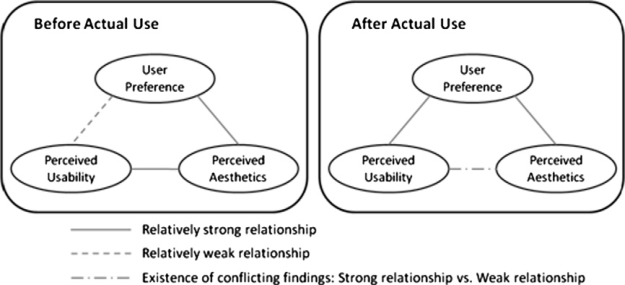 Before Actual Use
User
Preference
Perceived
Usability
Perceived
Aesthetics
After Actual Use
User
Preference
Perceived
Usability
Perceived
Aesthetics
Relatively strong relationship
Relatively weak relationship
Existence of conflicting findings: Strong relationship vs. Weak relationship